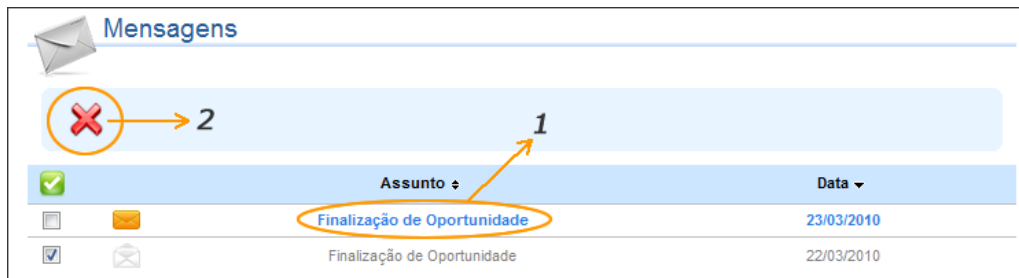 Mensagens
2
1
Assunto Data
Finalização de Oportunidade 23/03/2010
Finalização de Oportunidade 22/03/2010